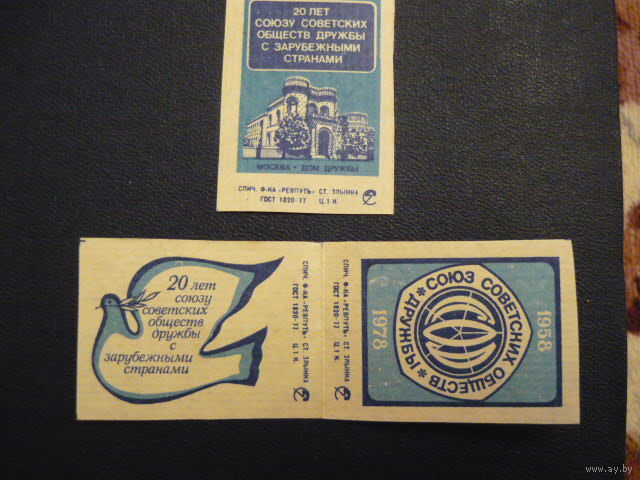 20 ЛЕТ
СОЮЗУ СОВЕТСКИХ
ОБЩЕСТВ ДРУЖБЫ
С ЗАРУБЕЖНЫМИ
СТРАНАМИ
МОСКВА • ДОМ ДРУЖБЫ
СПИЧ. Ф-КА «РЕВПУТЬ» СТ. ЗЛЫНКА
ГОСТ 1820-77 Ц. 1 К.
20 лет
союзу
советских
обществ
дружбы
с
зарубежными
странами
СПИЧ. Ф-КА «РЕВПУТЬ» СТ. ЗЛЫНКА
ГОСТ 1820-77 Ц. 1 К.
СПИЧ. Ф-КА «РЕВПУТЬ» СТ. ЗЛЫНКА
ГОСТ 1820-77 Ц. 1 К.
СОЮЗ СОВЕТСКИХ ОБЩЕСТВ * ДРУЖБЫ *
1958
1978
www.ay.by